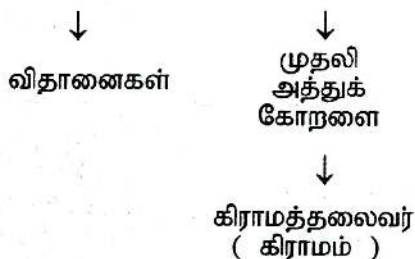 விதானைகள்
முதலி
அத்துக்
கோறளை
கிராமத்தலைவர்
( கிராமம் )